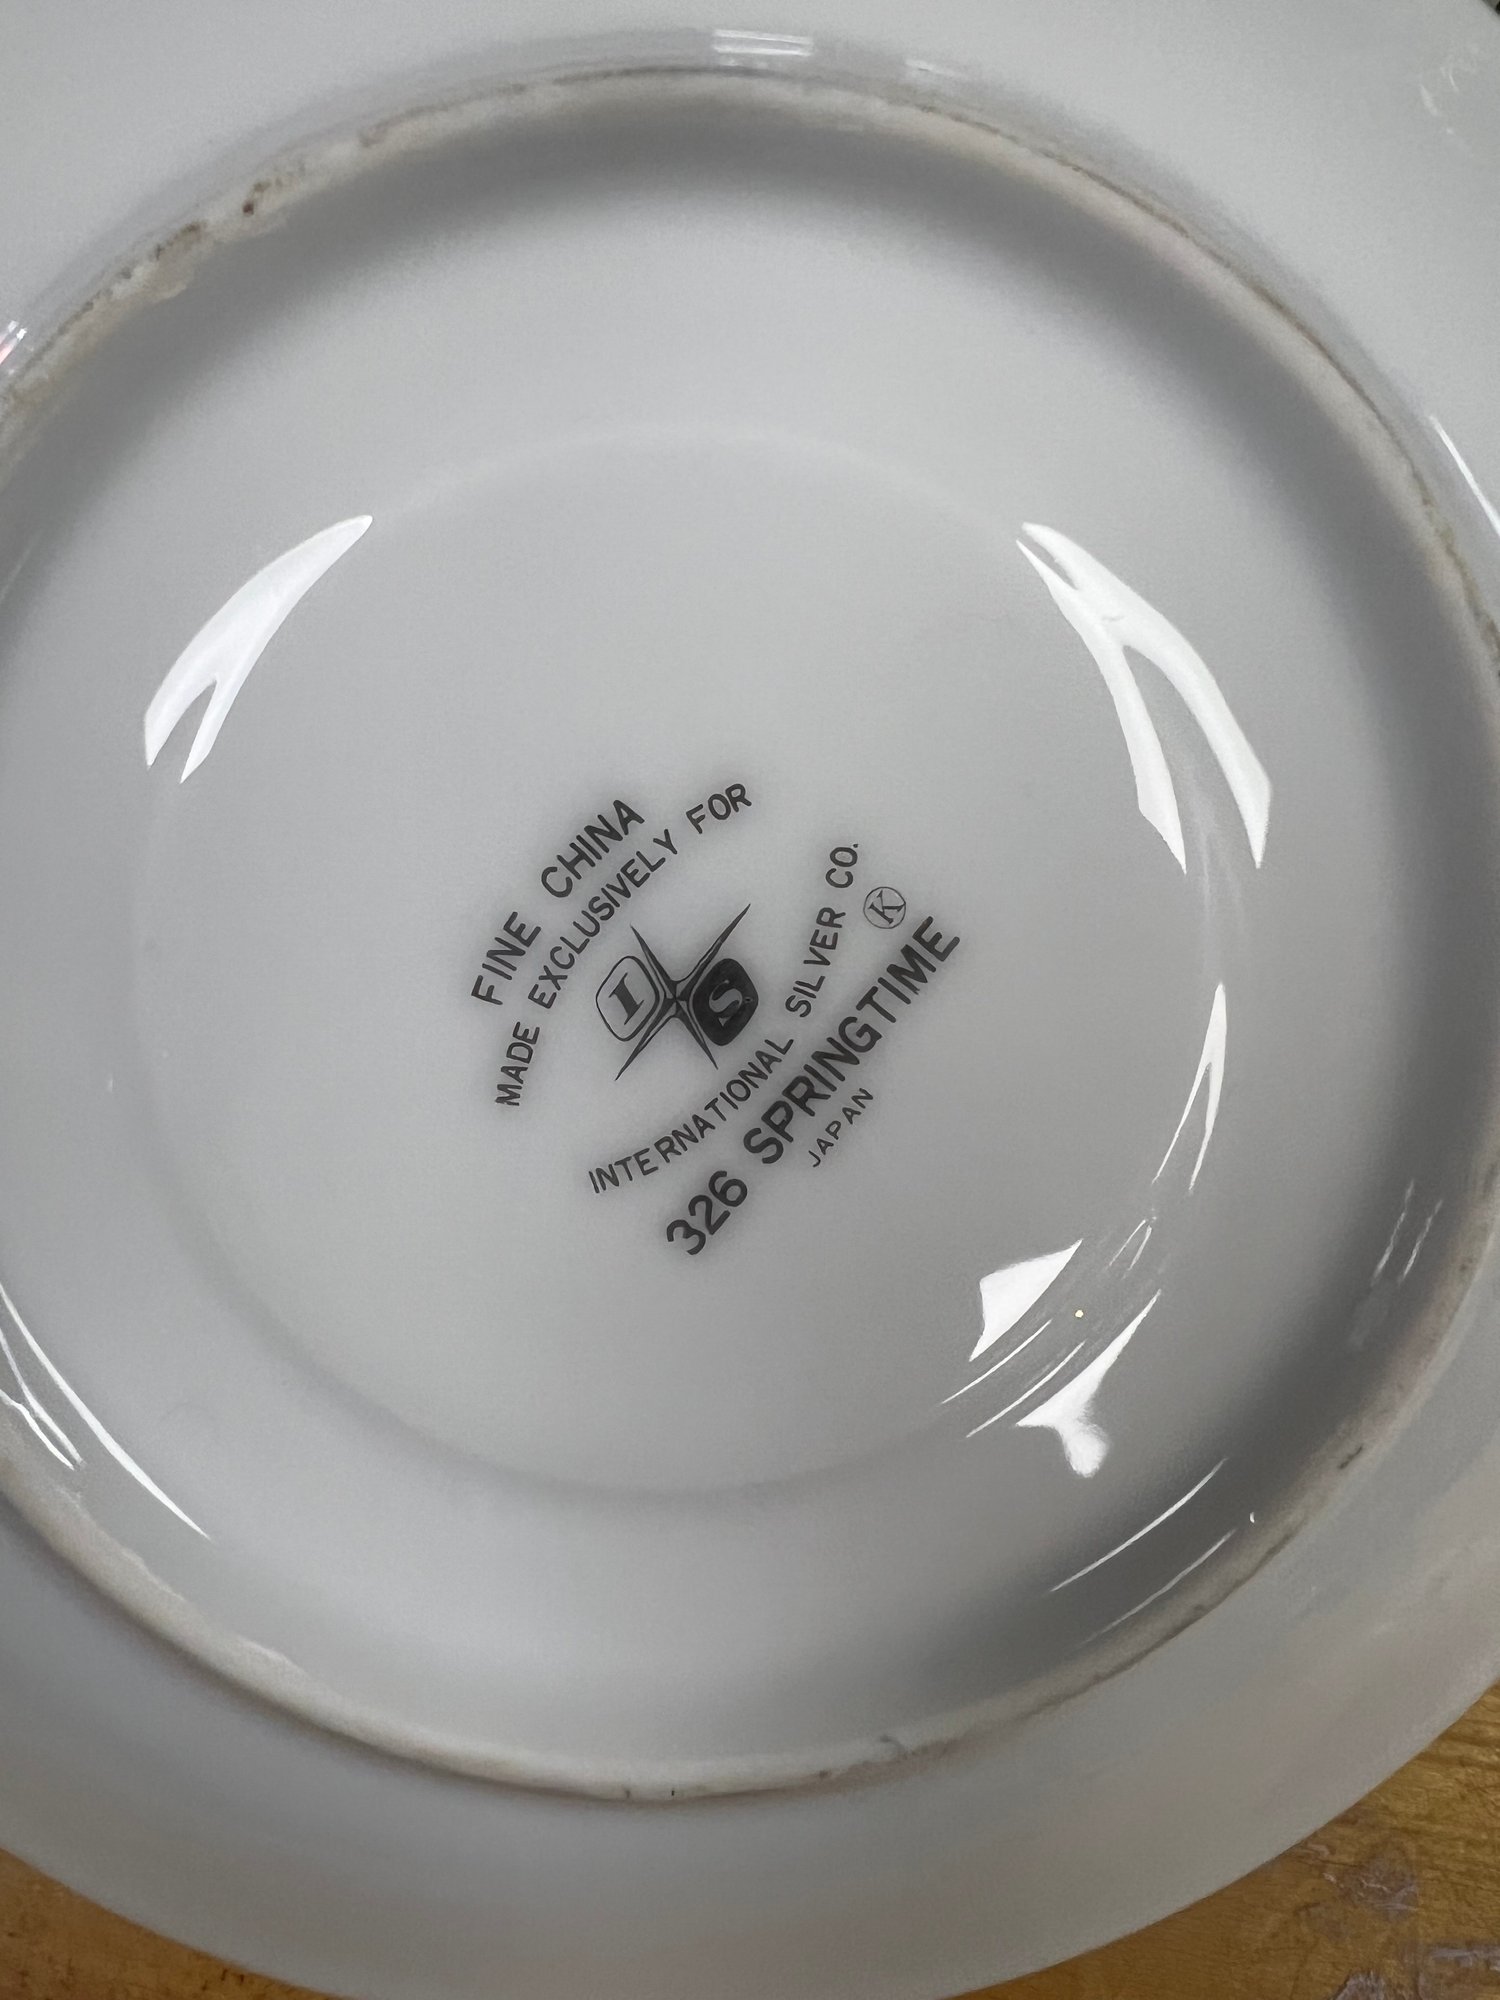 FINE CHINA
MADE EXCLUSIVELY FOR
I S
INTERNATIONAL SILVER CO.
K
326 SPRINGTIME
JAPAN